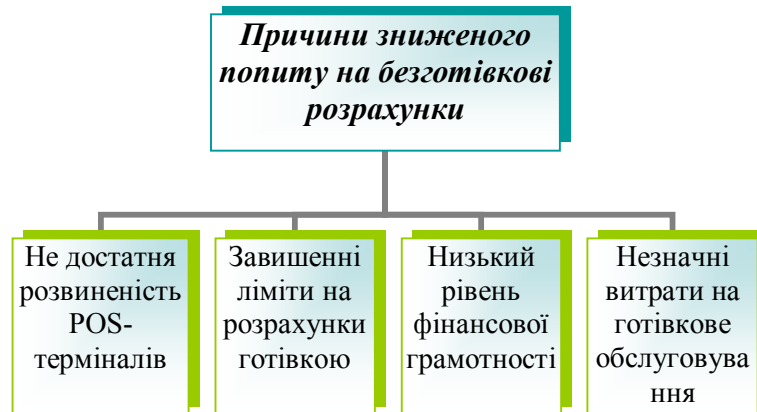 Причини зниженого
попиту на безготівкові
розрахунки
Не достатня
розвиненість
POS-
терміналів
Завишенні
ліміти на
розрахунки
готівкою
Низький
рівень
фінансової
грамотності
Незначні
витрати на
готівкове
обслуговува
ння